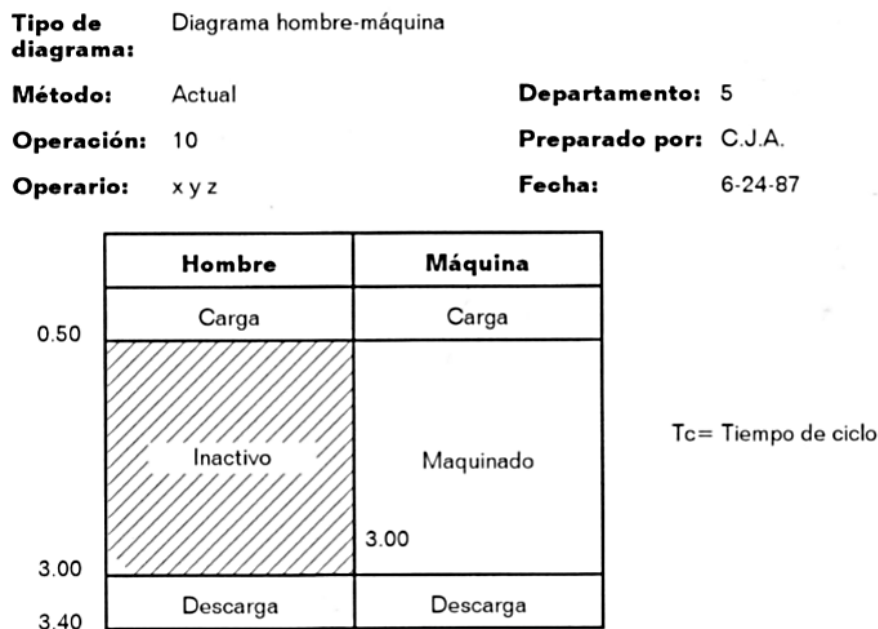 Tipo de diagrama: Diagrama hombre-máquina
Método: Actual
Departamento: 5
Operación: 10
Preparado por: C.J.A.
Operario: x y z
Fecha: 6-24-87
Hombre Máquina
Carga Carga
0.50
Inactivo Maquinado
Tc= Tiempo de ciclo
3.00
3.00
Descarga Descarga
3.40